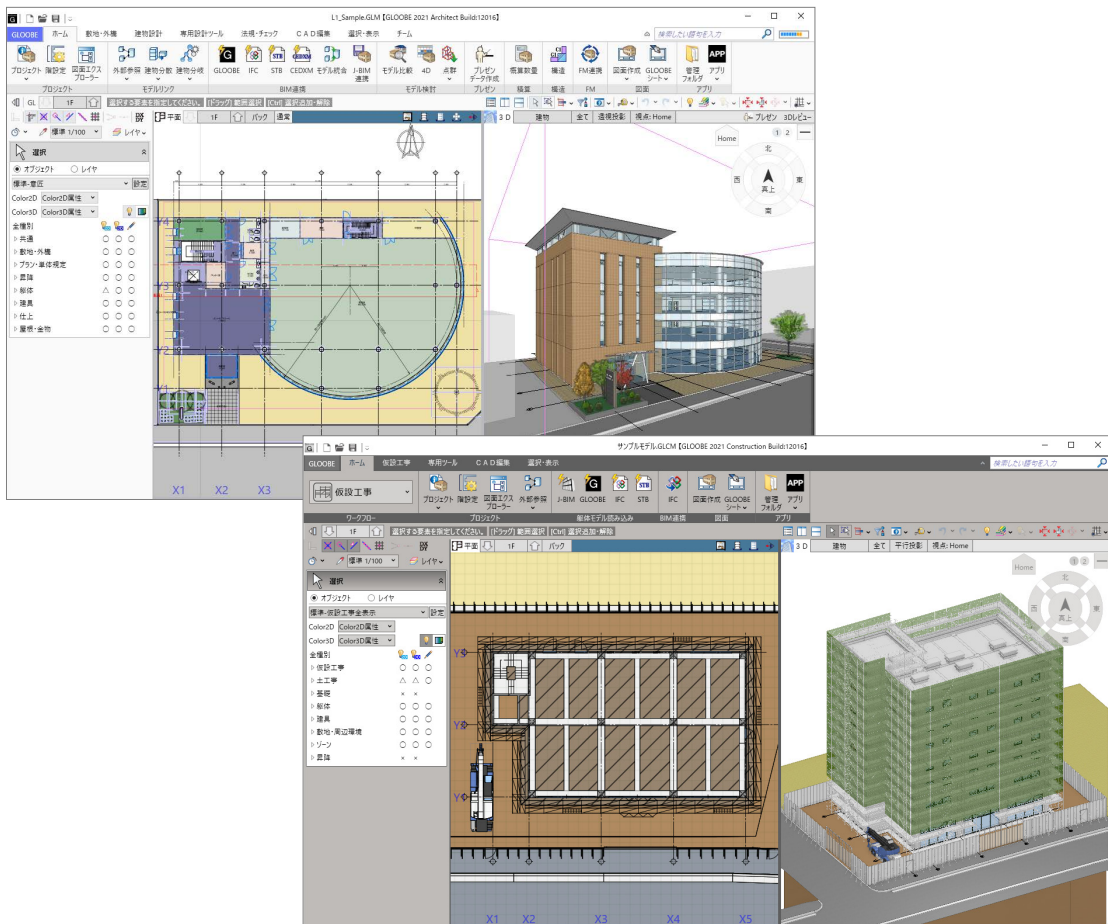 L1_Sample.GLM【GLOOBE 2021 Architect Build:12016】
GLOOBE ホーム 敷地・外構 建物設計 専用設計ツール 法規・チェック CAD編集 選択・表示 チーム 検索したい語句を入力
プロジェクト 階設定 図面エクスプローラー 外部参照 建物分散 建物分岐 GLOOBE IFC STB CEDXM モデル統合 J-BIM連携 モデル比較 4D 点群 プレゼンデータ作成 概算数量 構造 FM連携 図面作成 GLOOBEシート 管理フォルダ アプリ
プロジェクト モデルリンク BIM連携 モデル検討 プレゼン 積算 構造 FM 図面 アプリ
GL 1F 選択する要素を指定してください。 [ドラッグ] 範囲選択 [Ctrl] 選択追加・解除
平面 1F バック 通常 3D 建物 全て 透視投影 視点: Home プレゼン 3Dレビュー
標準 1/100 レイヤ
選択
オブジェクト レイヤ
標準-意匠 設定
Color2D Color2D属性
Color3D Color3D属性
全種別
共通
敷地・外構
プラン・単体規定
昇降
躯体
建具
仕上
屋根・金物
Y4
Y3
Y2
Y1
X1 X2 X3
Home 1 2
北
西 東
真上
南
サンプルモデル.GLCM【GLOOBE 2021 Construction Build:12016】
GLOOBE ホーム 仮設工事 専用ツール CAD編集 選択・表示 検索したい語句を入力
仮設工事 プロジェクト 階設定 図面エクスプローラー 外部参照 J-BIM GLOOBE IFC STB IFC 図面作成 GLOOBEシート 管理フォルダ アプリ
ワークフロー プロジェクト 躯体モデル読み込み BIM連携 図面 アプリ
1F 選択する要素を指定してください。 [ドラッグ] 範囲選択 [Ctrl] 選択追加・解除
平面 1F バック 3D 建物 全て 平行投影 視点: Home
標準 1/100 レイヤ
選択
オブジェクト レイヤ
標準-仮設工事全表示 設定
Color2D Color2D属性
Color3D Color3D属性
全種別
仮設工事
土工事
基礎
躯体
建具
敷地・周辺環境
ゾーン
昇降
X1 X2 X3 X4 X5
Home 1 2
北
西 東
真上
南